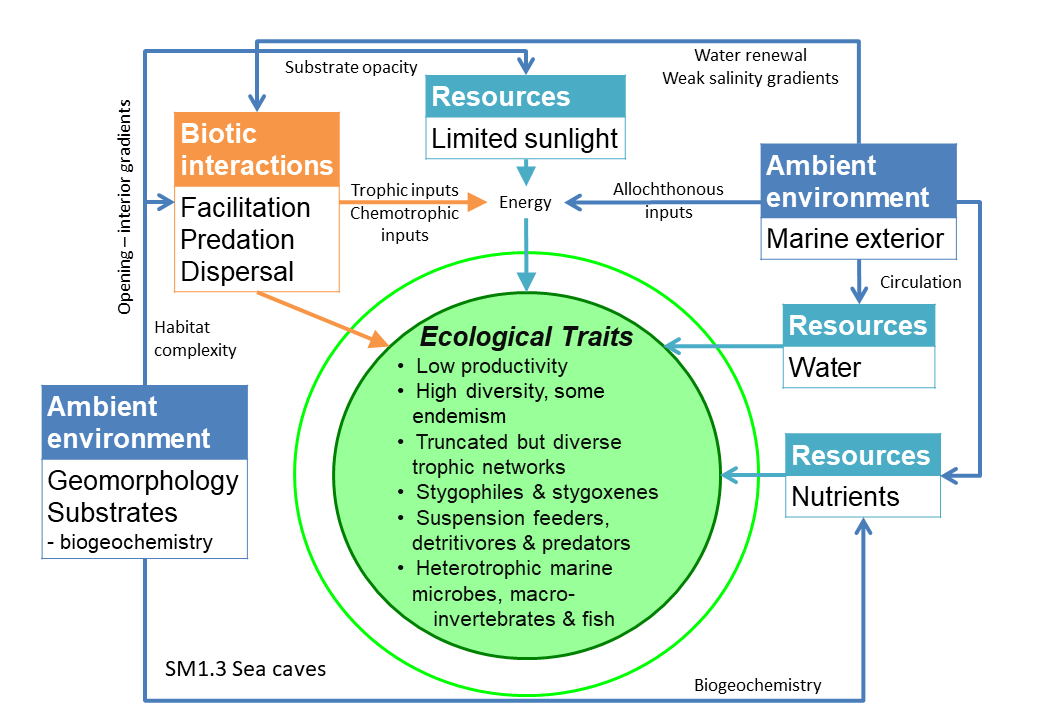 Water renewal
Weak salinity gradients
Substrate opacity
Resources
Limited sunlight
Biotic
interactions
Facilitation
Predation
Dispersal
Opening – interior gradients
Trophic inputs
Chemotrophic
inputs
Energy
Allochthonous
inputs
Ambient
environment
Marine exterior
Circulation
Resources
Water
Habitat
complexity
Ecological Traits
• Low productivity
• High diversity, some
endemism
• Truncated but diverse
trophic networks
• Stygophiles & stygoxenes
• Suspension feeders,
detritivores & predators
• Heterotrophic marine
microbes, macro-
invertebrates & fish
Ambient
environment
Geomorphology
Substrates
- biogeochemistry
Resources
Nutrients
SM1.3 Sea caves
Biogeochemistry